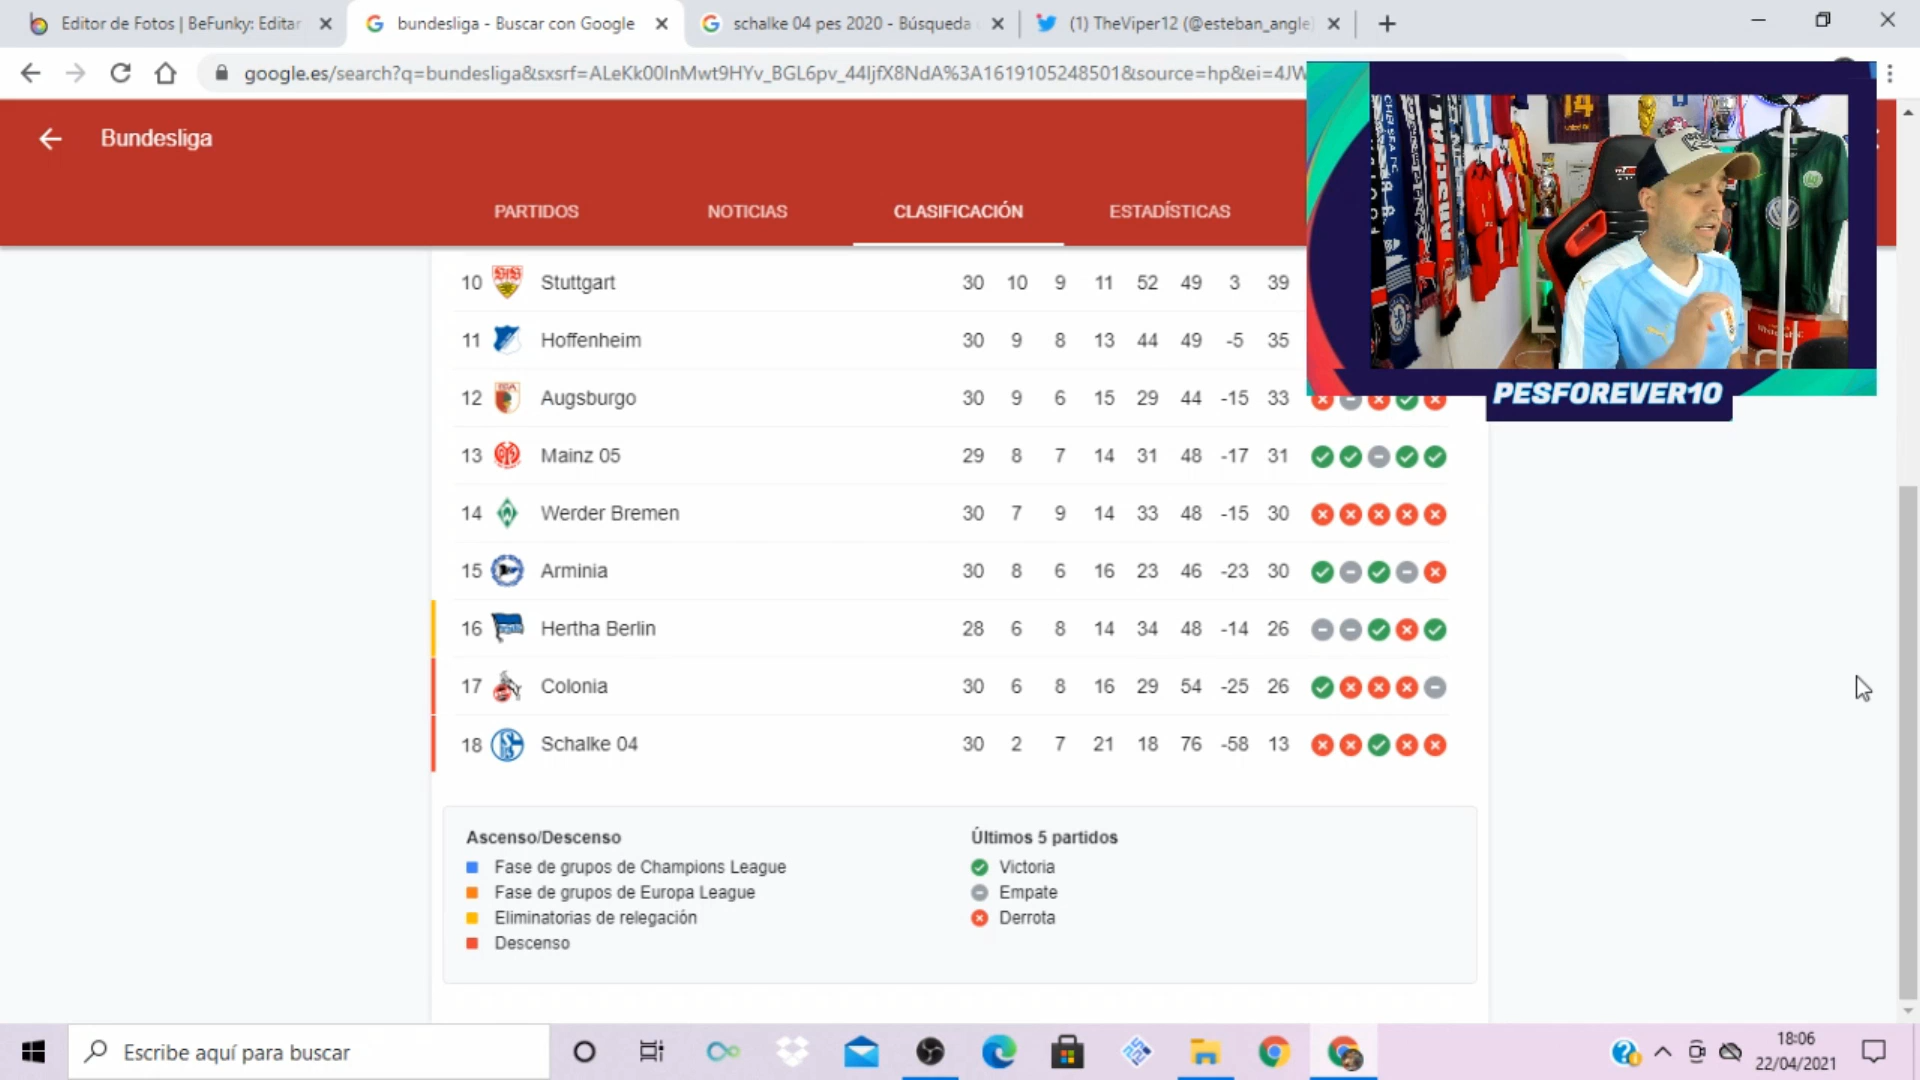 Editor de Fotos | BeFunky: Editar
bundesliga - Buscar con Google
schalke 04 pes 2020 - Búsqueda
(1) TheViper12 (@esteban_angle
google.es/search?q=bundesliga&sxsrf=ALeKk00InMwt9HYv_BGL6pv_44IjfX8NdA%3A1619105248501&source=hp&ei=4JW
Bundesliga
PARTIDOS NOTICIAS CLASIFICACIÓN ESTADÍSTICAS
10 Stuttgart 30 10 9 11 52 49 3 39
11 Hoffenheim 30 9 8 13 44 49 -5 35
12 Augsburgo 30 9 6 15 29 44 -15 33
13 Mainz 05 29 8 7 14 31 48 -17 31
14 Werder Bremen 30 7 9 14 33 48 -15 30
15 Arminia 30 8 6 16 23 46 -23 30
16 Hertha Berlin 28 6 8 14 34 48 -14 26
17 Colonia 30 6 8 16 29 54 -25 26
18 Schalke 04 30 2 7 21 18 76 -58 13
PESFOREVER10
CHELSEA FC
ARSENAL
14
Ascenso/Descenso
Fase de grupos de Champions League
Fase de grupos de Europa League
Eliminatorias de relegación
Descenso
Últimos 5 partidos
Victoria
Empate
Derrota
Escribe aquí para buscar
18:06
22/04/2021